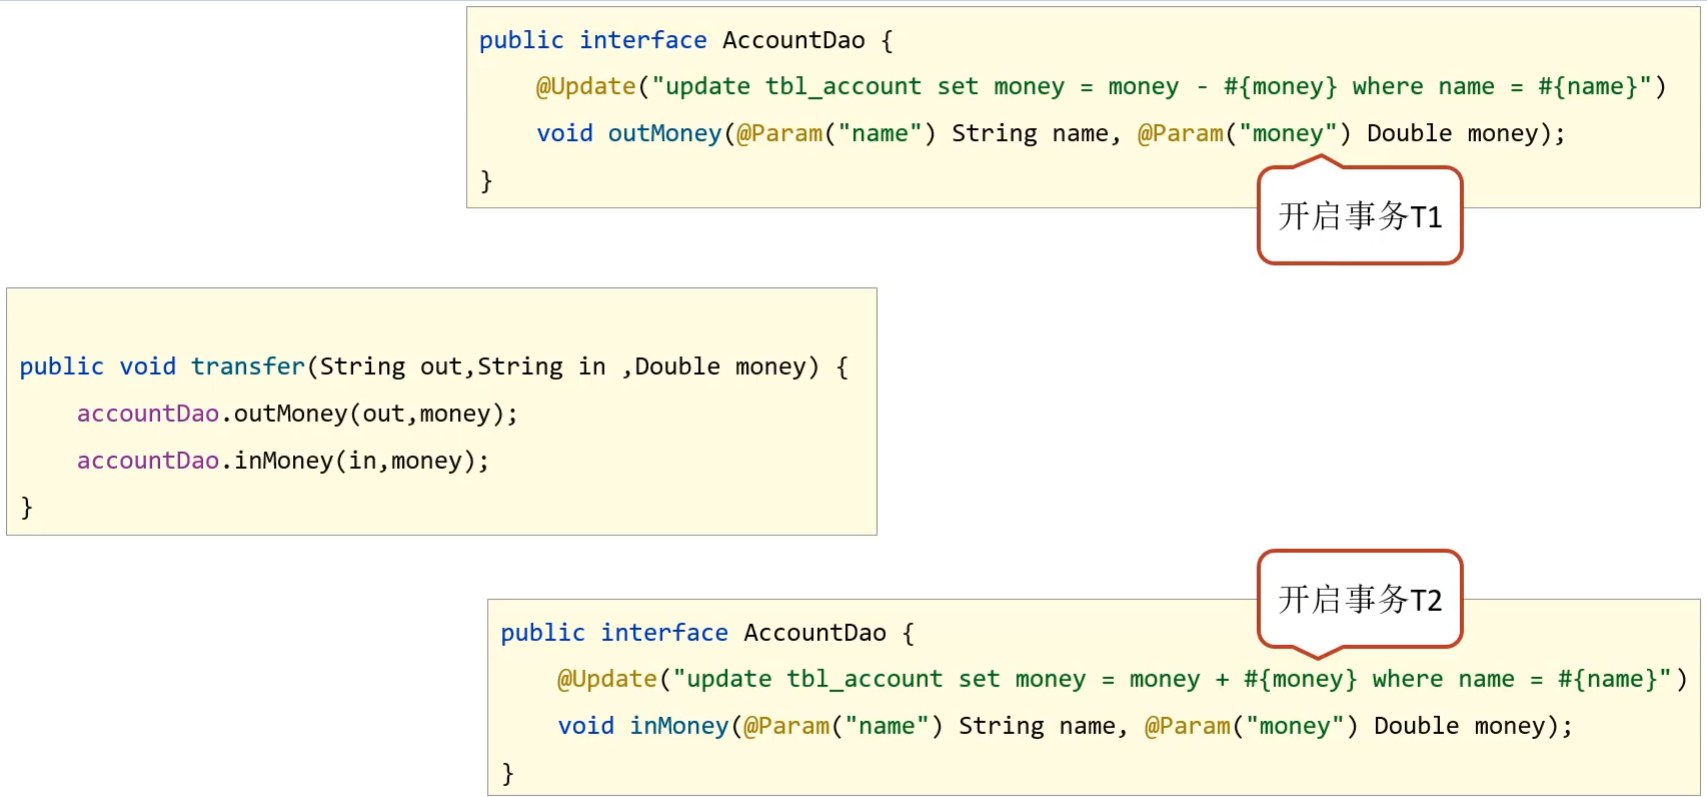 public interface AccountDao {
@Update("update tbl_account set money = money - #{money} where name = #{name}")
void outMoney(@Param("name") String name, @Param("money") Double money);
}
开启事务T1
public void transfer(String out,String in ,Double money) {
accountDao.outMoney(out,money);
accountDao.inMoney(in,money);
}
开启事务T2
public interface AccountDao {
@Update("update tbl_account set money = money + #{money} where name = #{name}")
void inMoney(@Param("name") String name, @Param("money") Double money);
}